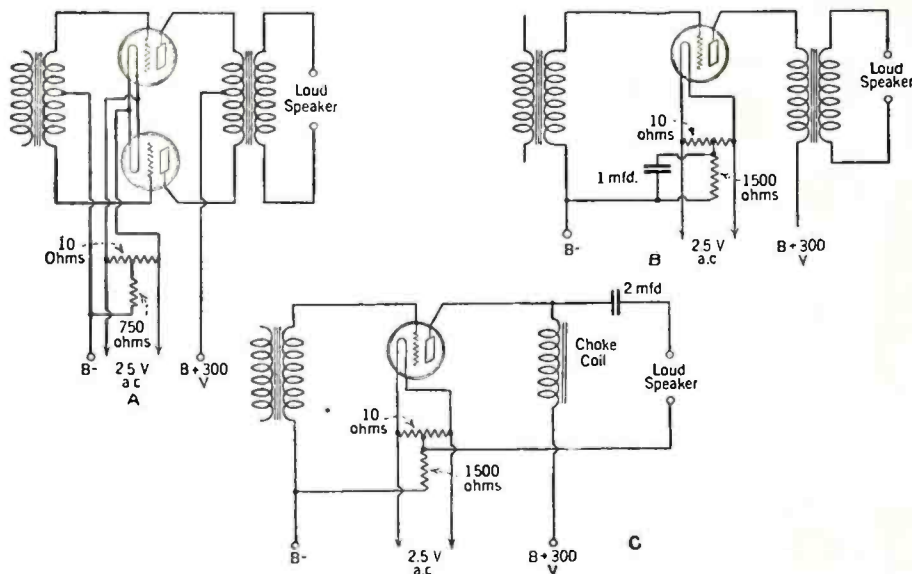 Loud
Speaker
10
Ohms
750
ohms
B-
2.5 V
a.c
A
B+300
V
Loud
Speaker
10
ohms
1 mfd.
1500
ohms
B-
B
2.5 V
a.c
B+300
V
2 mfd
Choke
Coil
Loud
Speaker
10
ohms
1500
ohms
B-
2.5 V
a.c
B+300
V
C